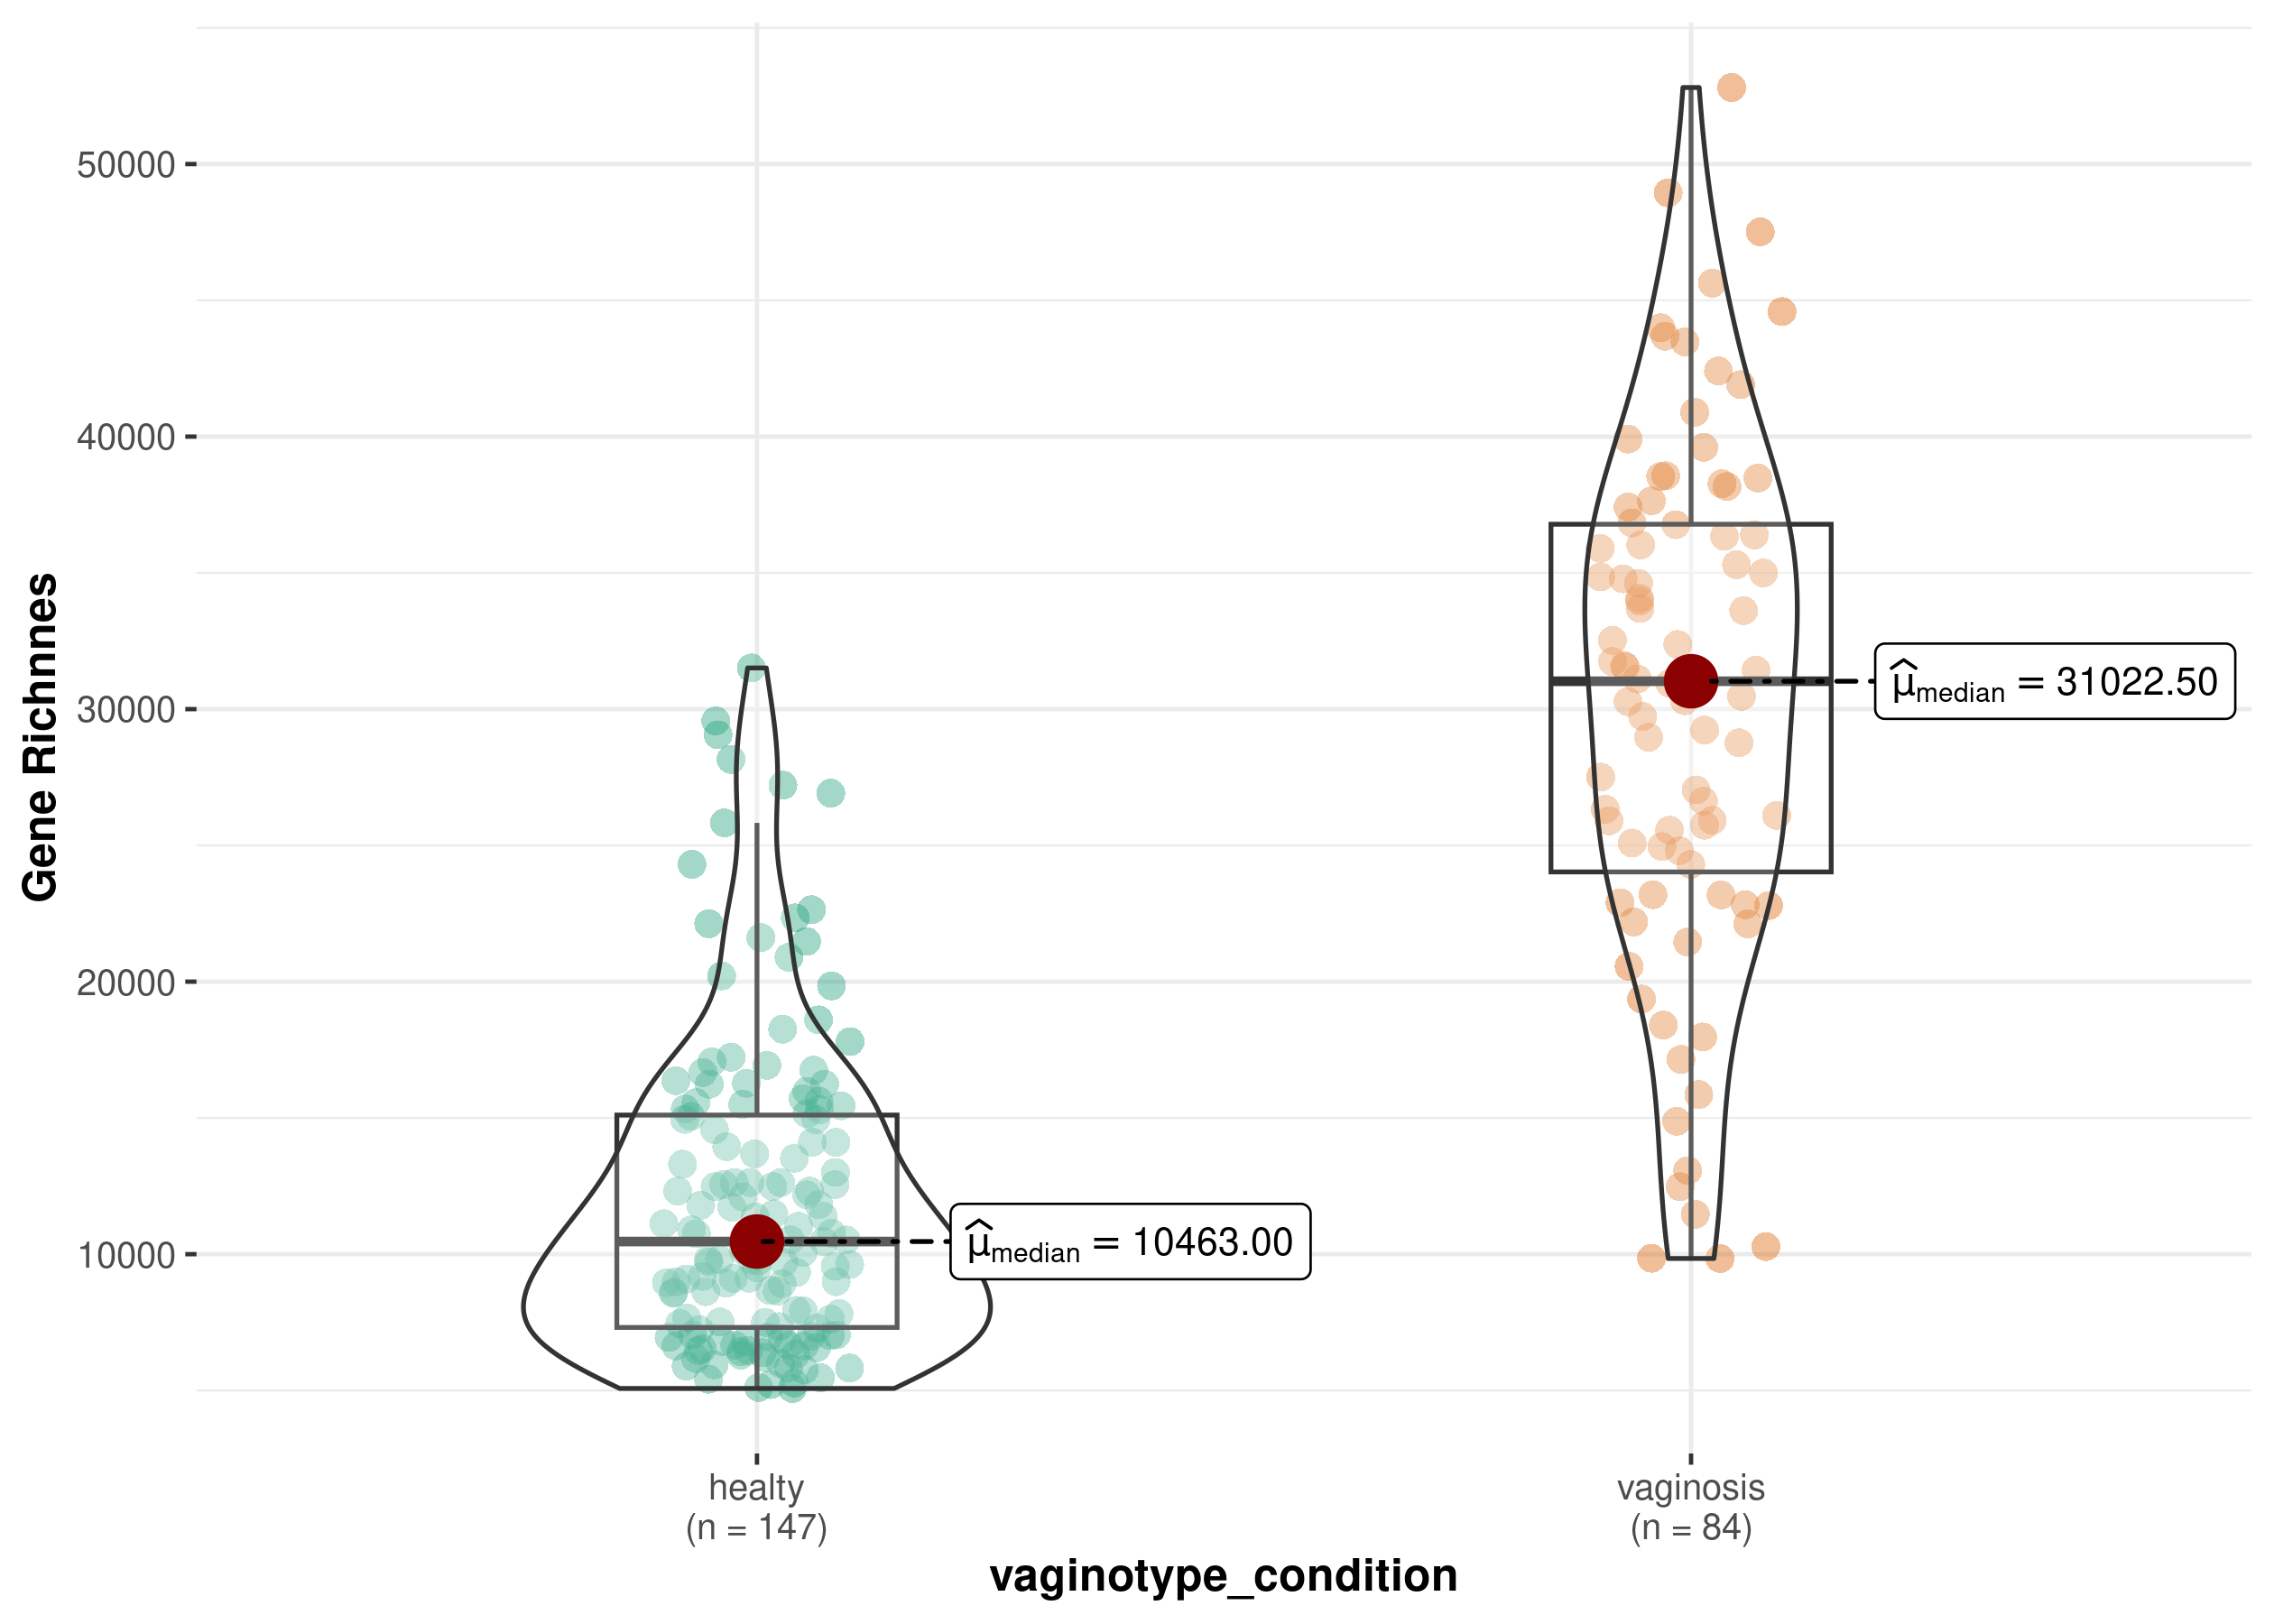 50000
40000
30000
20000
10000
Gene Richnnes
μ̂median = 31022.50
μ̂median = 10463.00
healty
(n = 147)
vaginosis
(n = 84)
vaginotype_condition